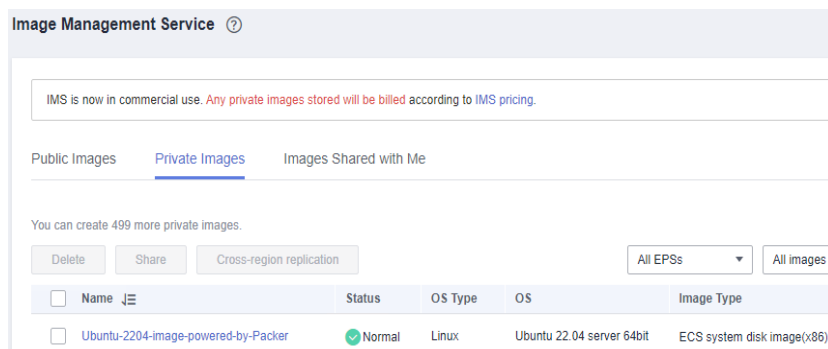 Image Management Service ?
IMS is now in commercial use. Any private images stored will be billed according to IMS pricing.
Public Images Private Images Images Shared with Me
You can create 499 more private images.
Delete Share Cross-region replication All EPSs All images
Name Status OS Type OS Image Type
Ubuntu-2204-image-powered-by-Packer Normal Linux Ubuntu 22.04 server 64bit ECS system disk image(x86)